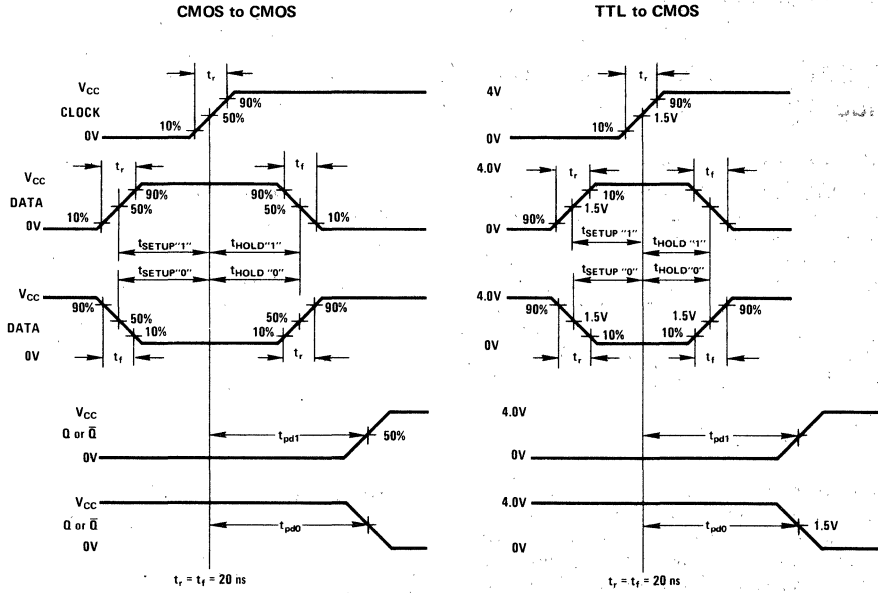 CMOS to CMOS
tr
VCC
90%
CLOCK
50%
10%
0V
tr
tf
VCC
90%
DATA
50%
50%
10%
10%
0V
tSETUP"1"
tHOLD"1"
tSETUP"0"
tHOLD "0"
VCC
90%
50%
50%
90%
DATA
10%
10%
0V
tf
tr
VCC
Q or Q̅
tpd1
50%
0V
VCC
Q or Q̅
tpd0
0V
tr = tf = 20 ns
TTL to CMOS
tr
4V
90%
1.5V
10%
0V
4.0V
tr
tf
10%
1.5V
90%
0V
tSETUP "1"
tHOLD "1"
tSETUP "0"
tHOLD"0"
4.0V
90%
1.5V
1.5V
90%
10%
10%
0V
tr
tf
4.0V
tpd1
0V
4.0V
tpd0
1.5V
0V
tr = tf = 20 ns